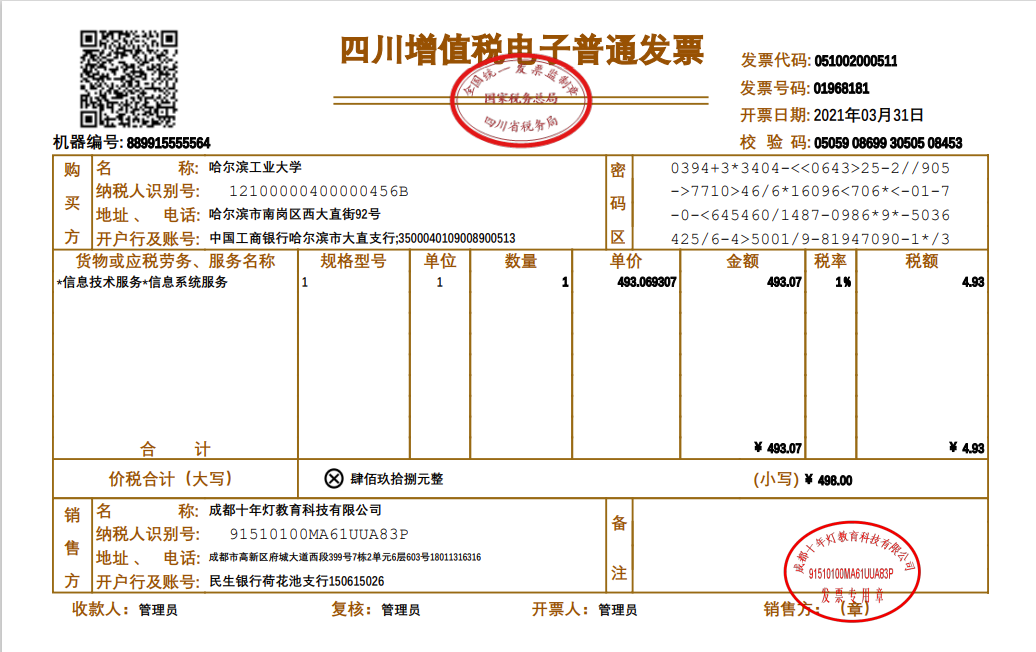 四川增值税电子普通发票
全国统一发票监制章
国家税务总局
四川省税务局
发票代码: 051002000511
发票号码: 01968181
开票日期: 2021年03月31日
校 验 码: 05059 08699 30505 08453
机器编号: 889915555564
购买方
名 称: 哈尔滨工业大学
纳税人识别号: 12100000400000456B
地址 、 电话: 哈尔滨市南岗区西大直街92号
开户行及账号: 中国工商银行哈尔滨市大直支行;3500040109008900513
密码区
0394+3*3404-<<0643>25-2//905
->7710>46/6*16096<706*<-01-7
-0-<645460/1487-0986*9*-5036
425/6-4>5001/9-81947090-1*/3
货物或应税劳务、服务名称 规格型号 单位 数量 单价 金额 税率 税额
*信息技术服务*信息系统服务 1 1 1 493.069307 493.07 1% 4.93
合 计 ¥ 493.07 ¥ 4.93
价税合计（大写） ⊗ 肆佰玖拾捌元整 (小写) ¥ 498.00
销售方
名 称: 成都十年灯教育科技有限公司
纳税人识别号: 91510100MA61UUA83P
地址 、 电话: 成都市高新区府城大道西段399号7栋2单元6层603号18011316316
开户行及账号: 民生银行荷花池支行150615026
备注
成都十年灯教育科技有限公司
91510100MA61UUA83P
发票专用章
收款人: 管理员 复核: 管理员 开票人: 管理员 销售方: (章)